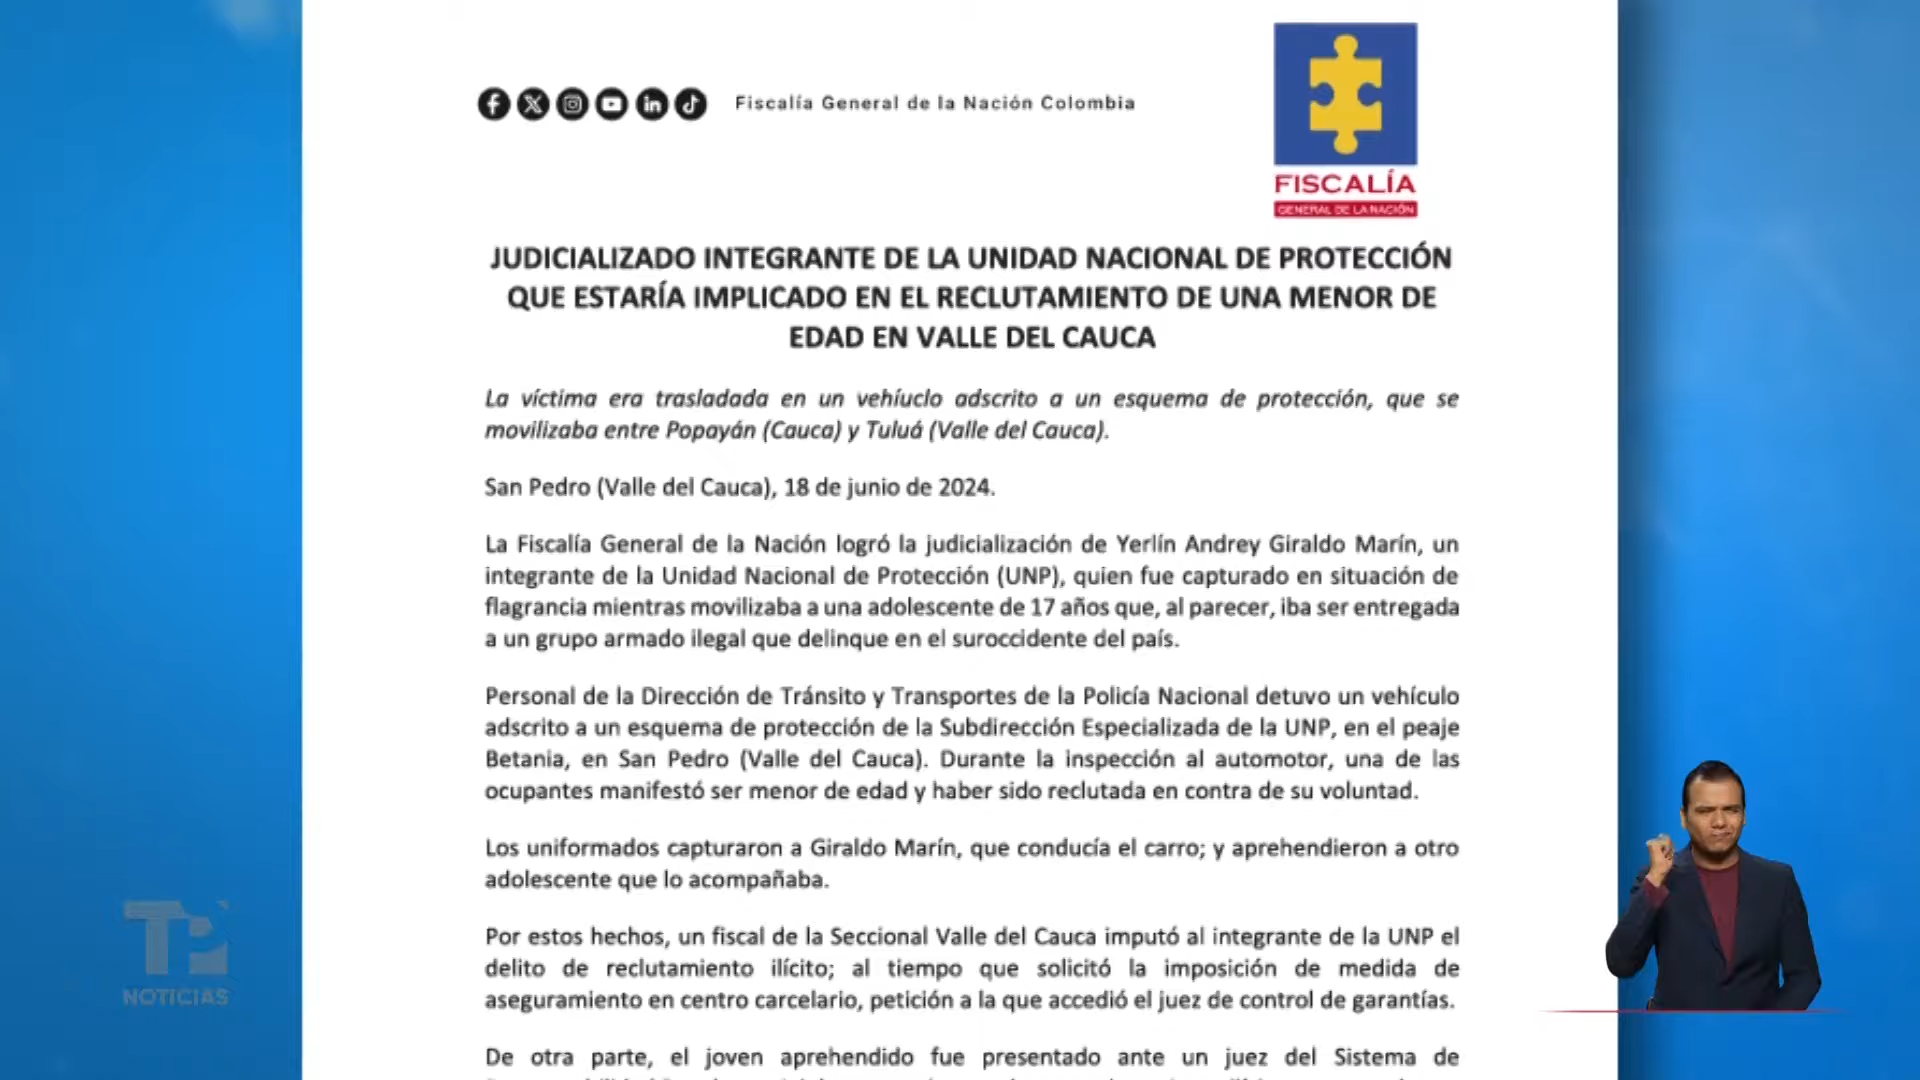 Fiscalía General de la Nación Colombia
FISCALÍA
GENERAL DE LA NACIÓN
JUDICIALIZADO INTEGRANTE DE LA UNIDAD NACIONAL DE PROTECCIÓN
QUE ESTARÍA IMPLICADO EN EL RECLUTAMIENTO DE UNA MENOR DE
EDAD EN VALLE DEL CAUCA
La víctima era trasladada en un vehíuclo adscrito a un esquema de protección, que se
movilizaba entre Popayán (Cauca) y Tuluá (Valle del Cauca).
San Pedro (Valle del Cauca), 18 de junio de 2024.
La Fiscalía General de la Nación logró la judicialización de Yerlín Andrey Giraldo Marín, un
integrante de la Unidad Nacional de Protección (UNP), quien fue capturado en situación de
flagrancia mientras movilizaba a una adolescente de 17 años que, al parecer, iba ser entregada
a un grupo armado ilegal que delinque en el suroccidente del país.
Personal de la Dirección de Tránsito y Transportes de la Policía Nacional detuvo un vehículo
adscrito a un esquema de protección de la Subdirección Especializada de la UNP, en el peaje
Betania, en San Pedro (Valle del Cauca). Durante la inspección al automotor, una de las
ocupantes manifestó ser menor de edad y haber sido reclutada en contra de su voluntad.
Los uniformados capturaron a Giraldo Marín, que conducía el carro; y aprehendieron a otro
adolescente que lo acompañaba.
Por estos hechos, un fiscal de la Seccional Valle del Cauca imputó al integrante de la UNP el
delito de reclutamiento ilícito; al tiempo que solicitó la imposición de medida de
aseguramiento en centro carcelario, petición a la que accedió el juez de control de garantías.
De otra parte, el joven aprehendido fue presentado ante un juez del Sistema de
NOTICIAS